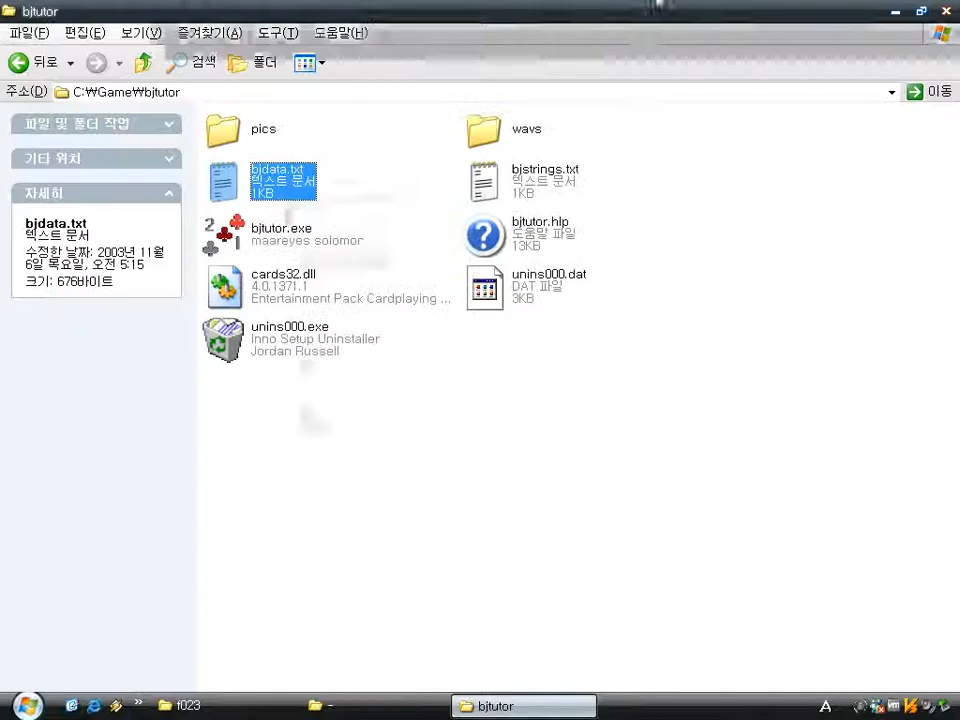 bjtutor
파일(F) 편집(E) 보기(V) 즐겨찾기(A) 도구(T) 도움말(H)
뒤로 검색 폴더
주소(D) C:₩Game₩bjtutor 이동
파일 및 폴더 작업
기타 위치
자세히
bjdata.txt
텍스트 문서
수정한 날짜: 2003년 11월
6일 목요일, 오전 5:15
크기: 676바이트
pics
wavs
bjdata.txt
텍스트 문서
1KB
bjstrings.txt
텍스트 문서
1KB
bjtutor.exe
maareyes solomor
bjtutor.hlp
도움말 파일
13KB
cards32.dll
4.0.1371.1
Entertainment Pack Cardplaying ...
unins000.dat
DAT 파일
3KB
unins000.exe
Inno Setup Uninstaller
Jordan Russell
f023 - bjtutor A